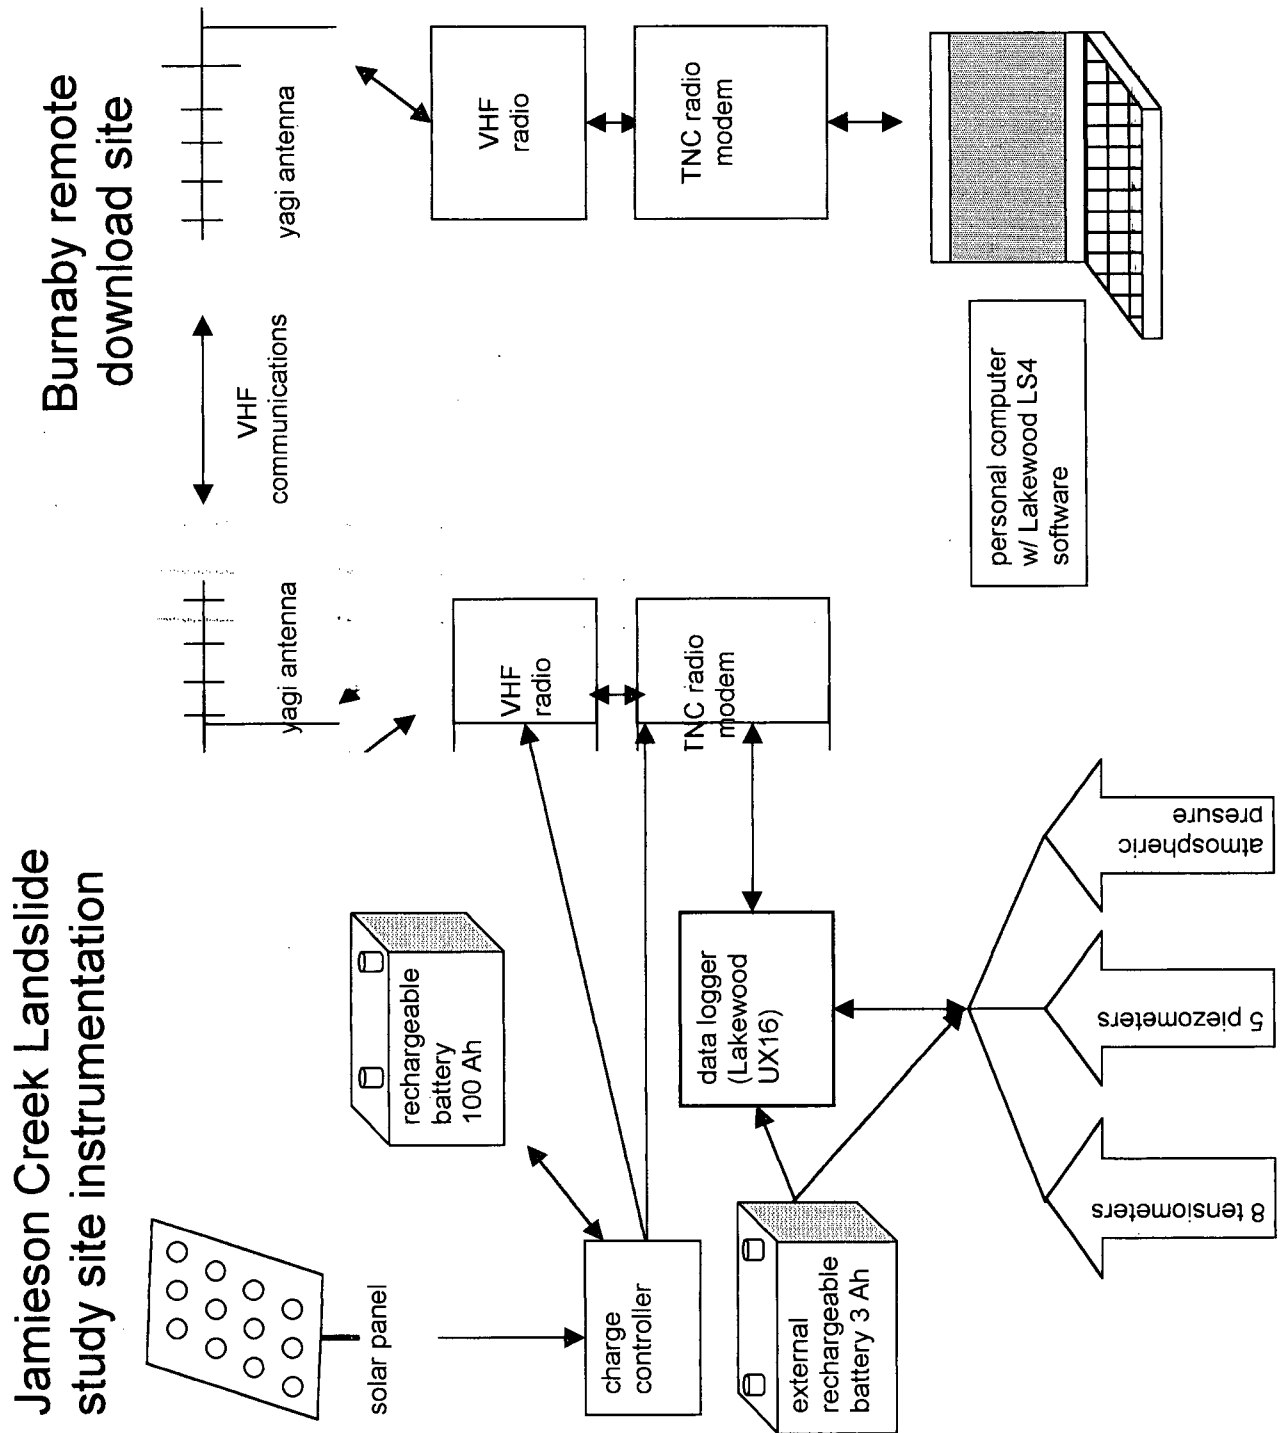 Jamieson Creek Landslide
study site instrumentation
Burnaby remote
download site
solar panel
charge
controller
rechargeable
battery
100 Ah
external
rechargeable
battery 3 Ah
data logger
(Lakewood
UX16)
8 tensiometers
5 piezometers
atmospheric
presure
yagi antenna
VHF
radio
TNC radio
modem
VHF
communications
yagi antenna
VHF
radio
TNC radio
modem
personal computer
w/ Lakewood LS4
software